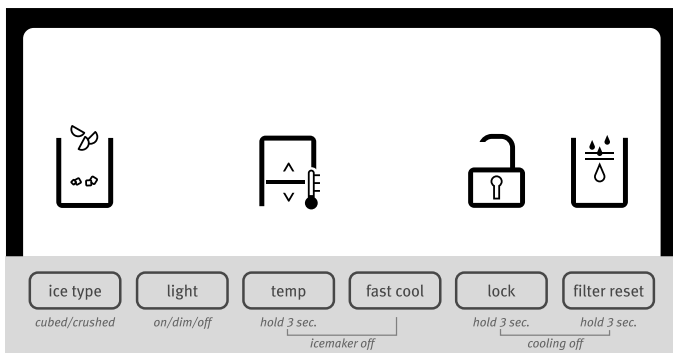 ice type light temp fast cool lock filter reset
cubed/crushed on/dim/off hold 3 sec. hold 3 sec. hold 3 sec.
icemaker off cooling off